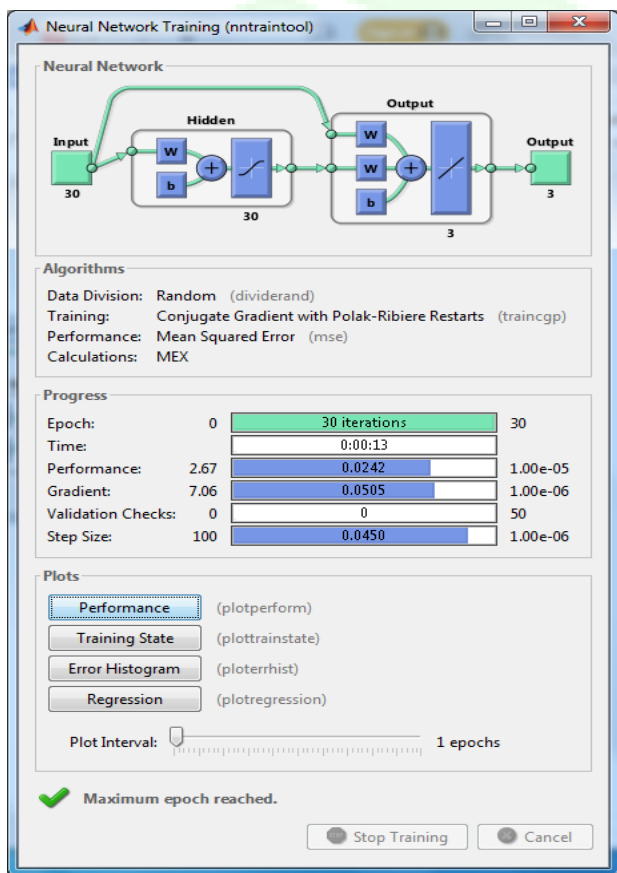 Neural Network Training (nntraintool)
Neural Network
Hidden
Output
Input
W
b
+
W
W
b
+
Output
30
30
3
3
Algorithms
Data Division: Random (dividerand)
Training: Conjugate Gradient with Polak-Ribiere Restarts (traincgp)
Performance: Mean Squared Error (mse)
Calculations: MEX
Progress
Epoch: 0 30 iterations 30
Time: 0:00:13
Performance: 2.67 0.0242 1.00e-05
Gradient: 7.06 0.0505 1.00e-06
Validation Checks: 0 0 50
Step Size: 100 0.0450 1.00e-06
Plots
Performance (plotperform)
Training State (plottrainstate)
Error Histogram (ploterrhist)
Regression (plotregression)
Plot Interval: 1 epochs
Maximum epoch reached.
Stop Training Cancel